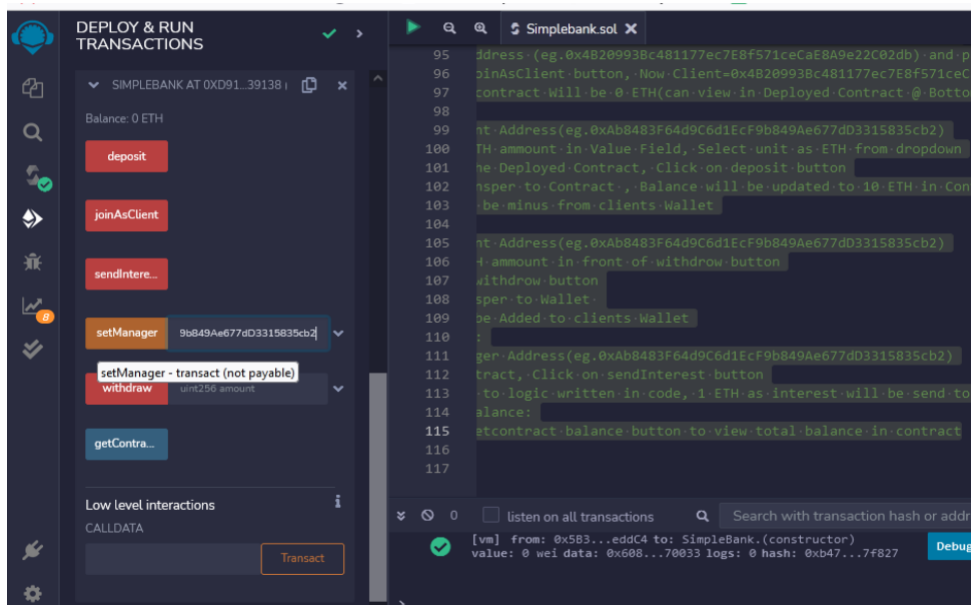 DEPLOY & RUN
TRANSACTIONS
SIMPLEBANK AT 0XD91...39138 (
Balance: 0 ETH
deposit
joinAsClient
sendIntere...
setManager 9b849Ae677dD3315835cb2
setManager - transact (not payable)
withdraw uint256 amount
getContra...
Low level interactions
i
CALLDATA
Transact
8
Simplebank.sol
95 ddress (eg.0x4B20993Bc481177ec7E8f571ceCaE8A9e22C02db) and p
96 oinAsClient button, Now Client=0x4B20993Bc481177ec7E8f571ceC
97 contract Will be 0 ETH(can view in Deployed Contract @ Botto
98
99 nt Address(eg.0xAb8483F64d9C6d1EcF9b849Ae677dD3315835cb2)
100 TH ammount in Value Field, Select unit as ETH from dropdown
101 he Deployed Contract, Click on deposit button
102 nsper to Contract , Balance will be updated to 10 ETH in Con
103 be minus from clients Wallet
104
105 nt Address(eg.0xAb8483F64d9C6d1EcF9b849Ae677dD3315835cb2)
106 H ammount in front of withdrow button
107 withdrow button
108 sper to Wallet
109 be Added to clients Wallet
110 :
111 ger Address(eg.0xAb8483F64d9C6d1EcF9b849Ae677dD3315835cb2)
112 tract, Click on sendInterest button
113 to logic written in code, 1 ETH as interest will be send to
114 alance:
115 etcontract balance button to view total balance in contract
116
117
0 listen on all transactions Search with transaction hash or addr
[vm] from: 0x5B3...eddC4 to: SimpleBank.(constructor)
value: 0 wei data: 0x608...70033 logs: 0 hash: 0xb47...7f827
Debug
>